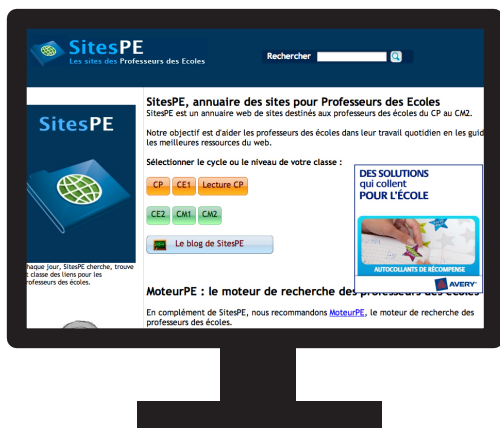 SitesPE
Les sites des Professeurs des Ecoles
Rechercher
SitesPE
haque jour, SitesPE cherche, trouve
classe des liens pour les
rofesseurs des écoles.
SitesPE, annuaire des sites pour Professeurs des Ecoles
SitesPE est un annuaire web de sites destinés aux professeurs des écoles du CP au CM2.
Notre objectif est d'aider les professeurs des écoles dans leur travail quotidien en les guid
les meilleures ressources du web.
Sélectionner le cycle ou le niveau de votre classe :
CP CE1 Lecture CP
CE2 CM1 CM2
Le blog de SitesPE
DES SOLUTIONS
qui collent
POUR L'ÉCOLE
AUTOCOLLANTS DE RÉCOMPENSE
AVERY
MoteurPE : le moteur de recherche des professeurs des écoles
En complément de SitesPE, nous recommandons MoteurPE, le moteur de recherche des
professeurs des écoles.